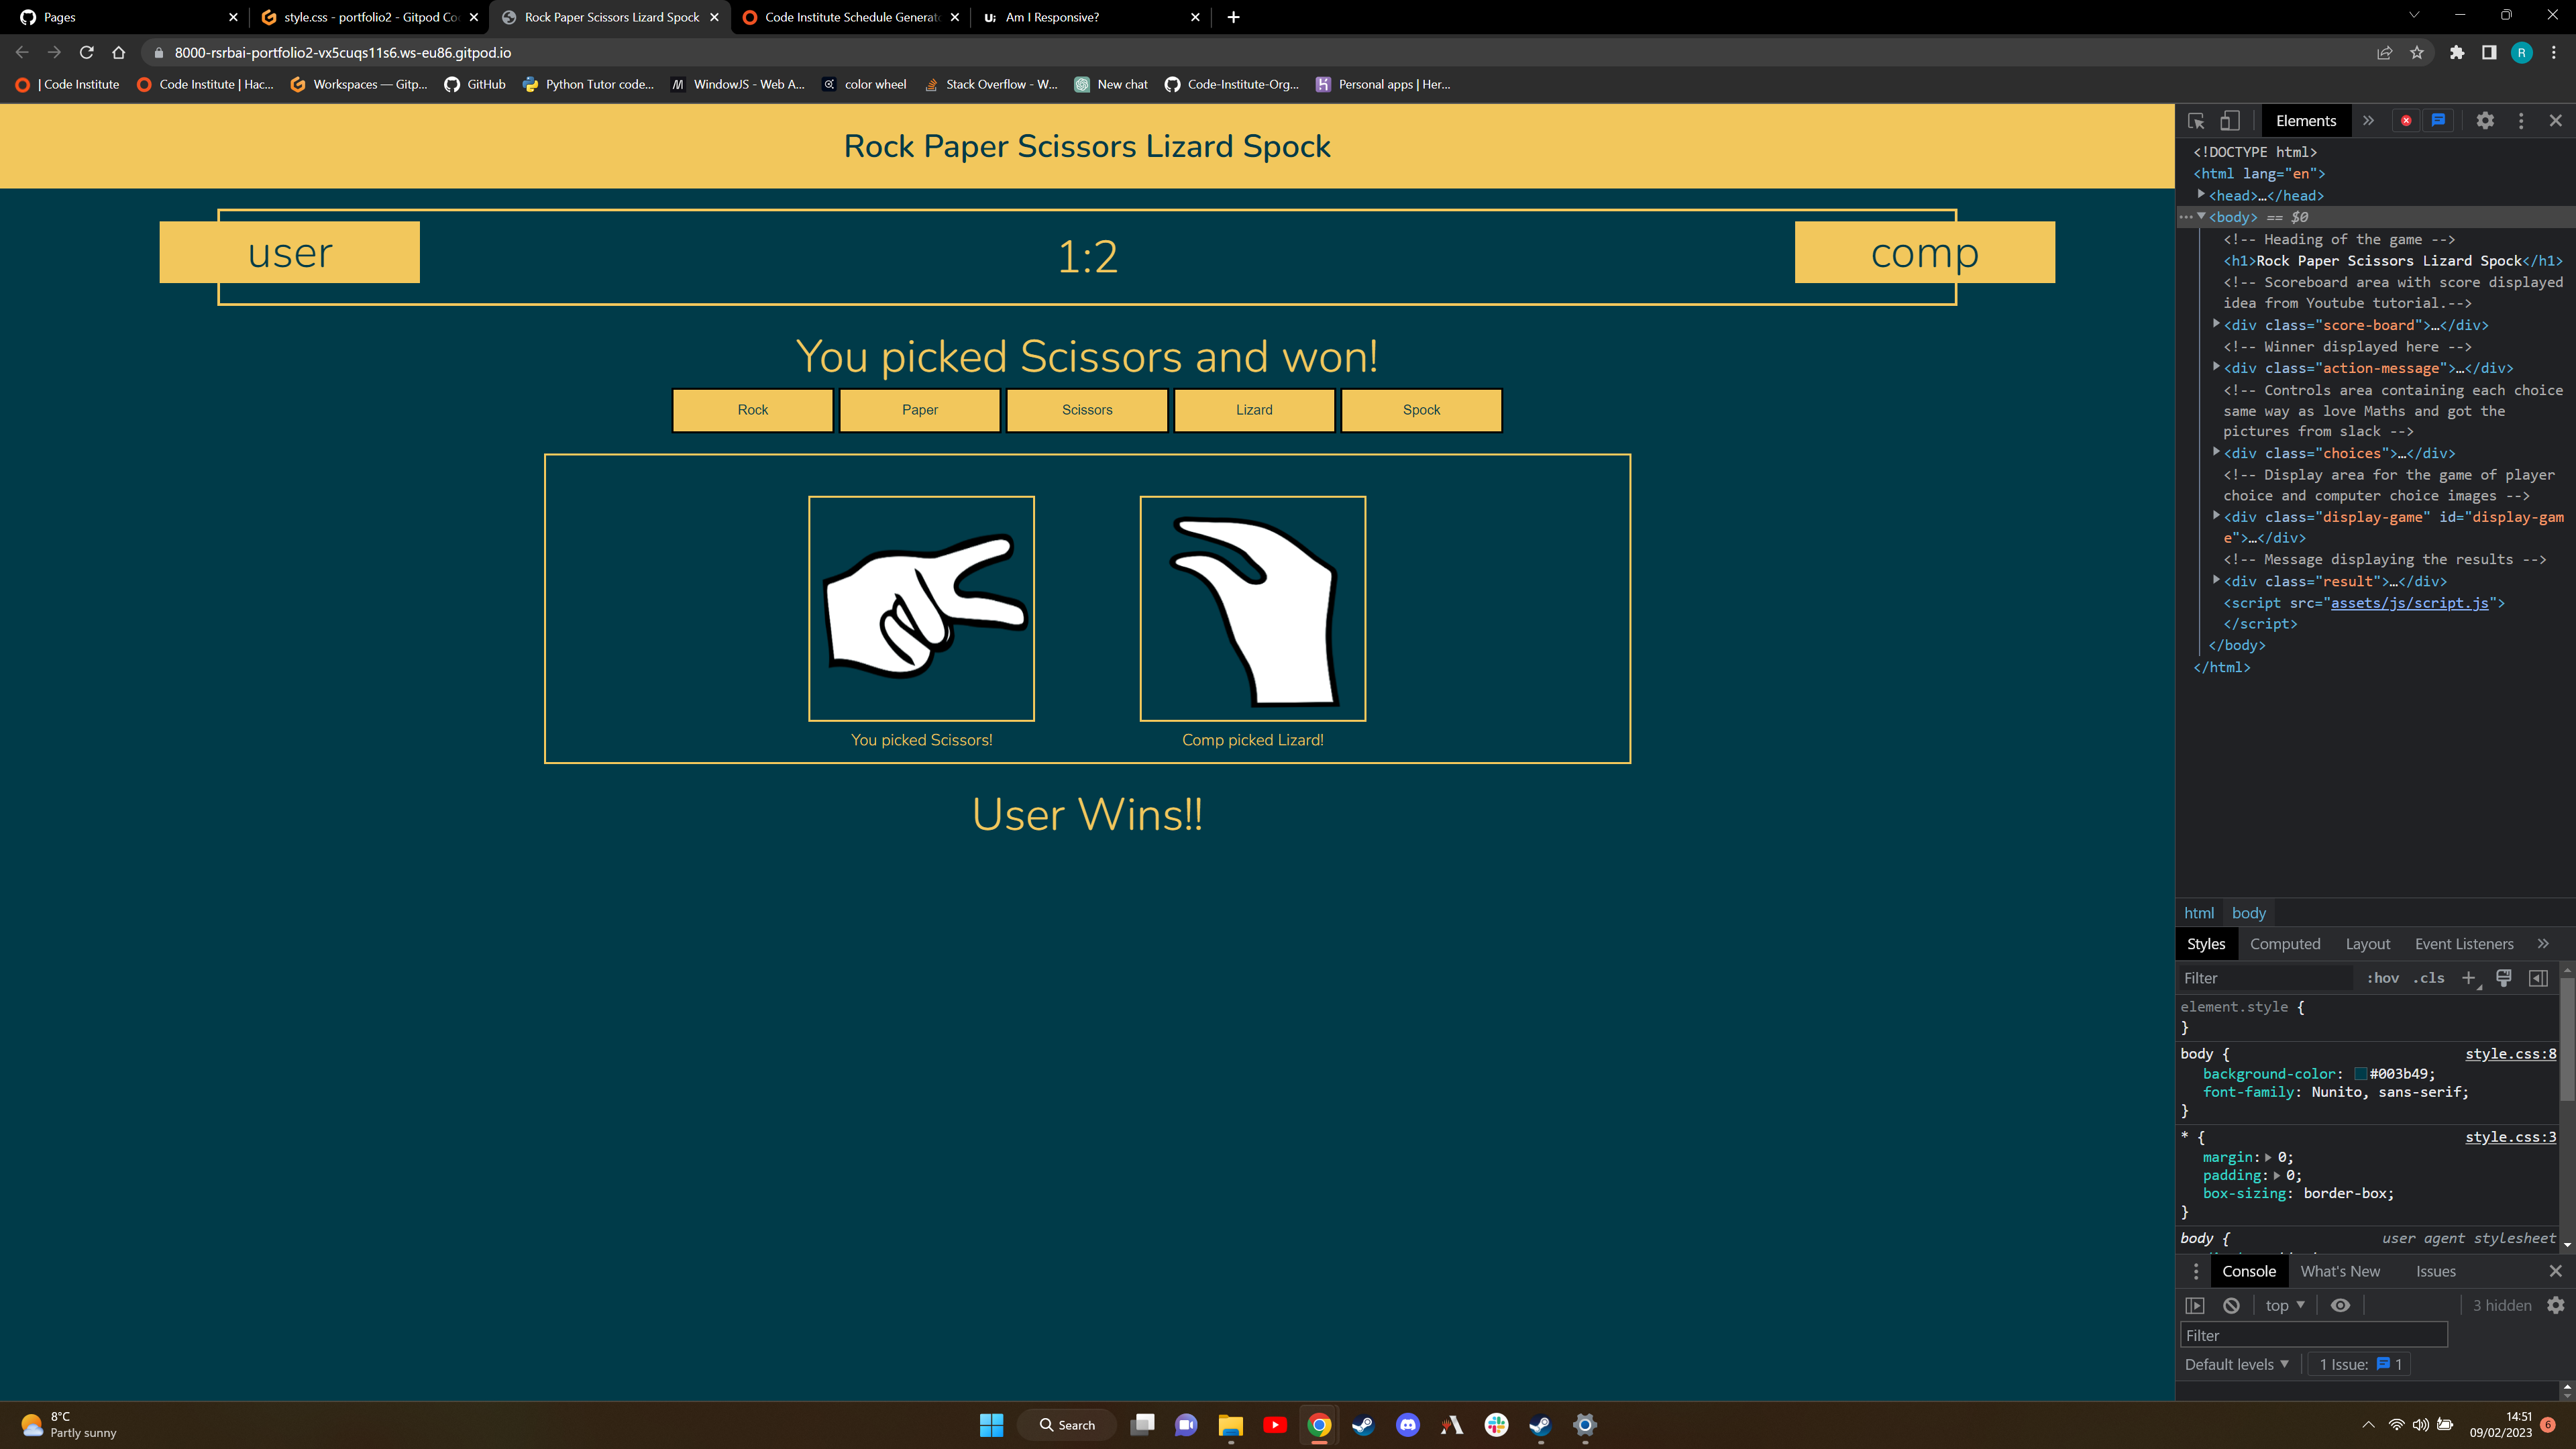 Pages
style.css - portfolio2 - Gitpod Co
Rock Paper Scissors Lizard Spock
Code Institute Schedule Generato
Am I Responsive?
8000-rsrbai-portfolio2-vx5cuqs11s6.ws-eu86.gitpod.io
R
| Code Institute
Code Institute | Hac...
Workspaces — Gitp...
GitHub
Python Tutor code...
WindowJS - Web A...
color wheel
Stack Overflow - W...
New chat
Code-Institute-Org...
Personal apps | Her...
Rock Paper Scissors Lizard Spock
user
1:2
comp
You picked Scissors and won!
Rock
Paper
Scissors
Lizard
Spock
You picked Scissors!
Comp picked Lizard!
User Wins!!
Elements
<!DOCTYPE html>
<html lang="en">
<head>…</head>
<body> == $0
<!-- Heading of the game -->
<h1>Rock Paper Scissors Lizard Spock</h1>
<!-- Scoreboard area with score displayed
idea from Youtube tutorial.-->
<div class="score-board">…</div>
<!-- Winner displayed here -->
<div class="action-message">…</div>
<!-- Controls area containing each choice
same way as love Maths and got the
pictures from slack -->
<div class="choices">…</div>
<!-- Display area for the game of player
choice and computer choice images -->
<div class="display-game" id="display-gam
e">…</div>
<!-- Message displaying the results -->
<div class="result">…</div>
<script src="assets/js/script.js">
</script>
</body>
</html>
html body
Styles Computed Layout Event Listeners
Filter :hov .cls
element.style {
}
body { style.css:8
background-color: #003b49;
font-family: Nunito, sans-serif;
}
* { style.css:3
margin: 0;
padding: 0;
box-sizing: border-box;
}
body { user agent stylesheet
Console What's New Issues
top 3 hidden
Filter
Default levels 1 Issue: 1
8°C
Partly sunny
Search
14:51
09/02/2023
6